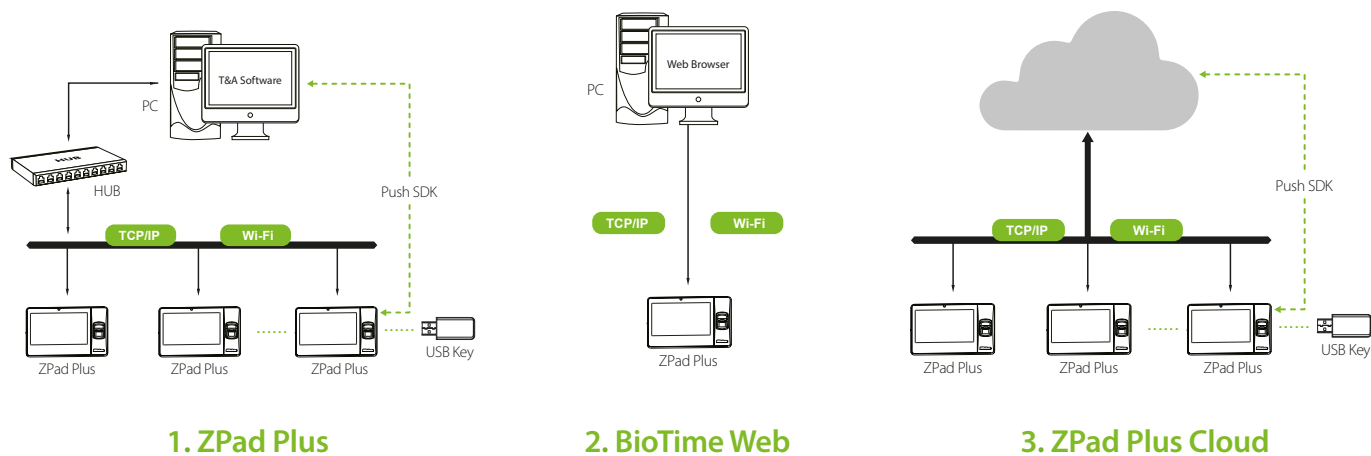 T&A Software
PC
HUB
HUB
Push SDK
TCP/IP
Wi-Fi
ZPad Plus
ZPad Plus
ZPad Plus
USB Key
1. ZPad Plus
Web Browser
PC
TCP/IP
Wi-Fi
ZPad Plus
2. BioTime Web
Push SDK
TCP/IP
Wi-Fi
ZPad Plus
ZPad Plus
ZPad Plus
USB Key
3. ZPad Plus Cloud